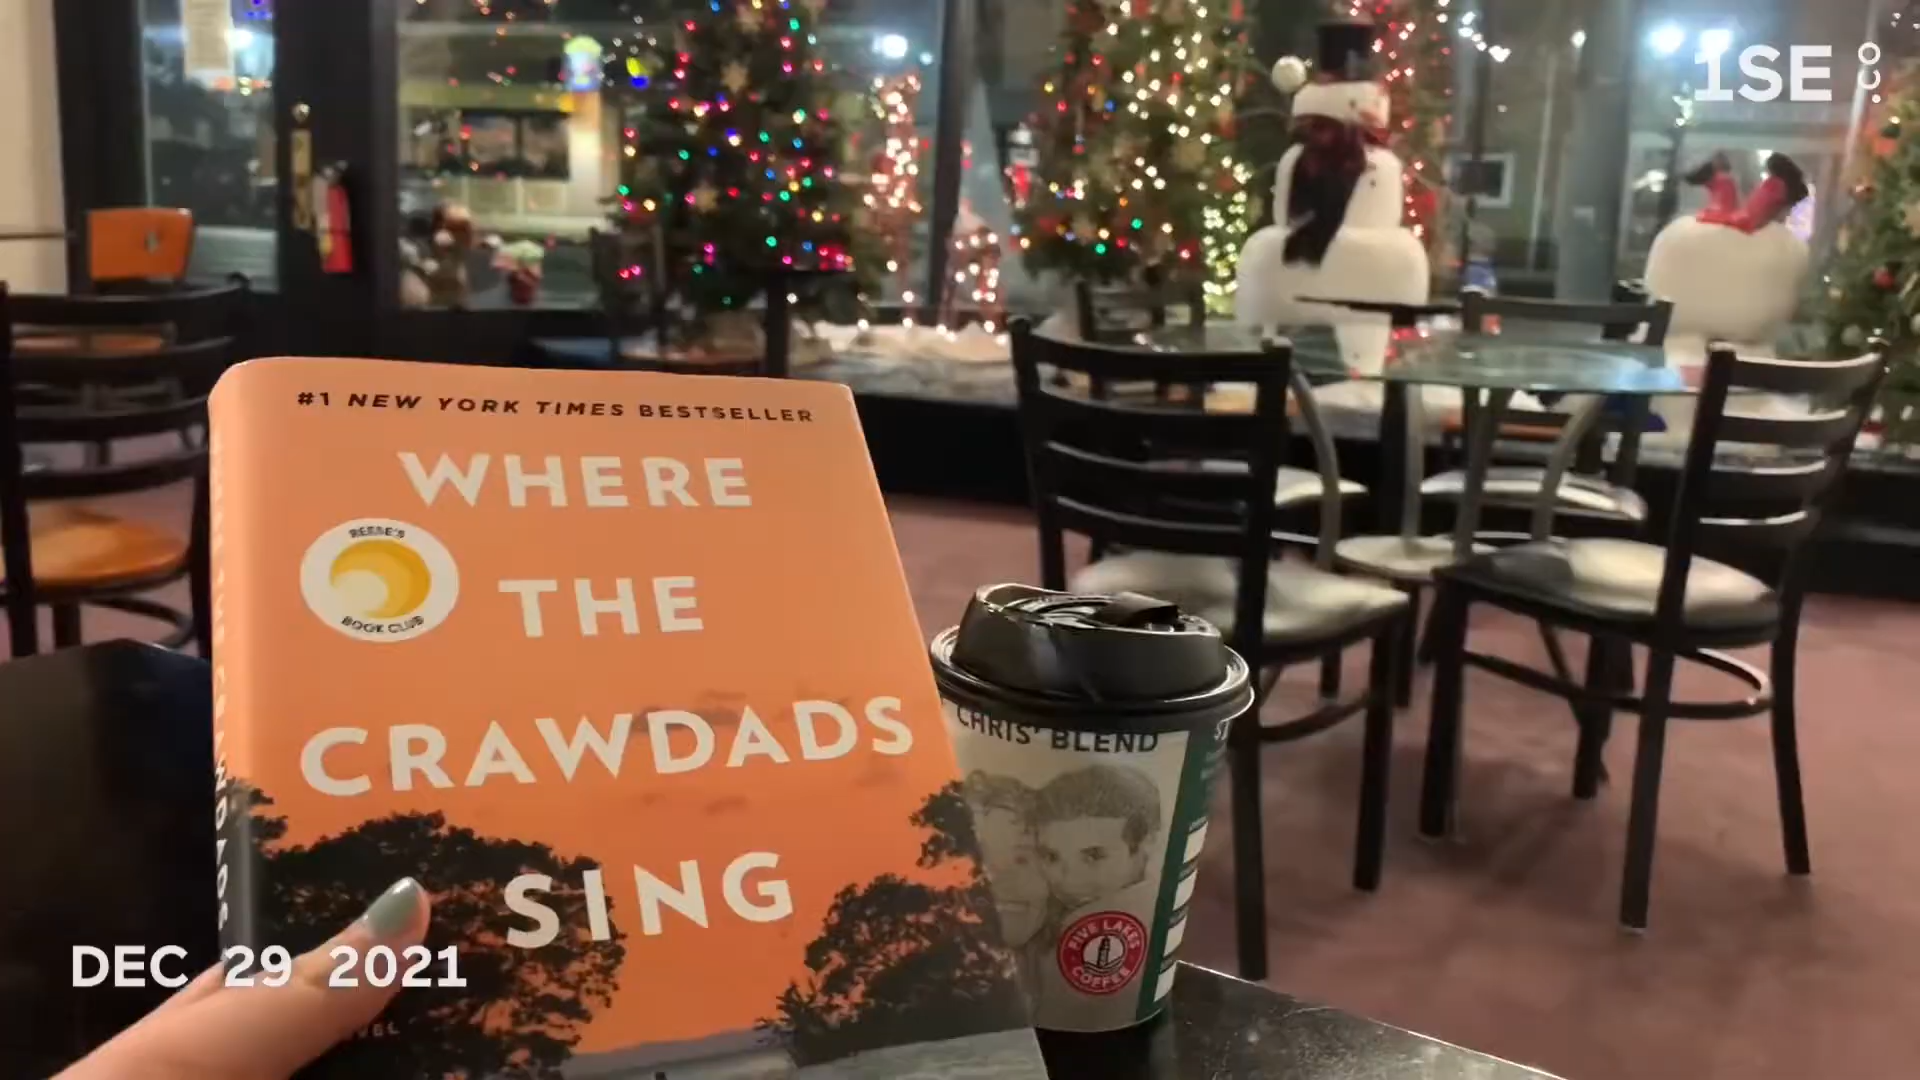 1SE
.co
#1 NEW YORK TIMES BESTSELLER
WHERE
THE
CRAWDADS
SING
REESE'S
BOOK CLUB
CHRIS' BLEND
FIVE LAKES
COFFEE
DEC 29 2021